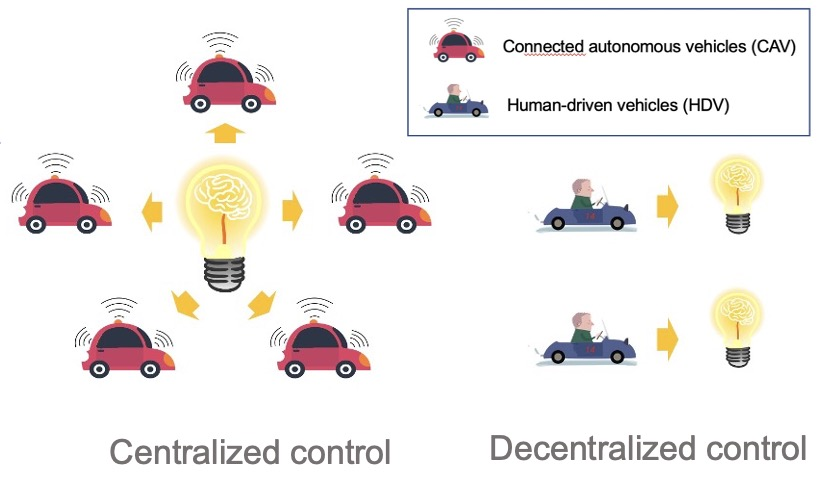 Connected autonomous vehicles (CAV)
Human-driven vehicles (HDV)
Centralized control
Decentralized control